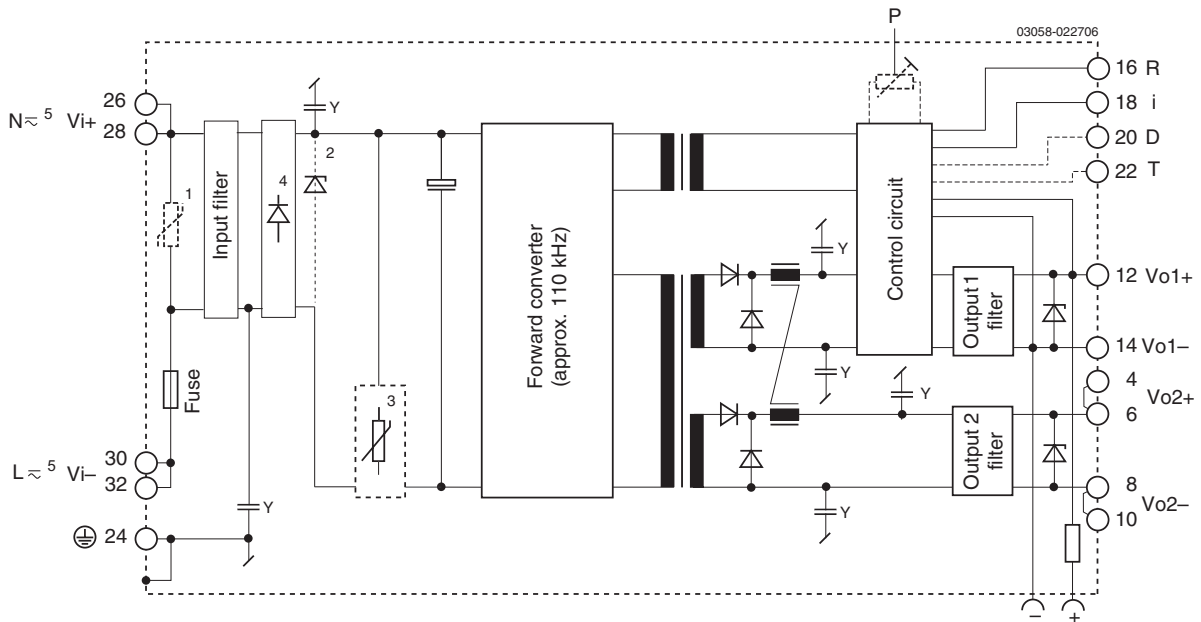 P
03058-022706
16 R
18 i
20 D
22 T
26
N≂ 5 Vi+
28
Y
2
1
Input filter
4
Forward converter
(approx. 110 kHz)
Control circuit
Y
12 Vo1+
Output 1
filter
14 Vo1–
Y
4
Vo2+
6
Fuse
3
Y
Output 2
filter
30
L≂ 5 Vi–
32
8
Vo2–
10
Y
Y
24
–
+